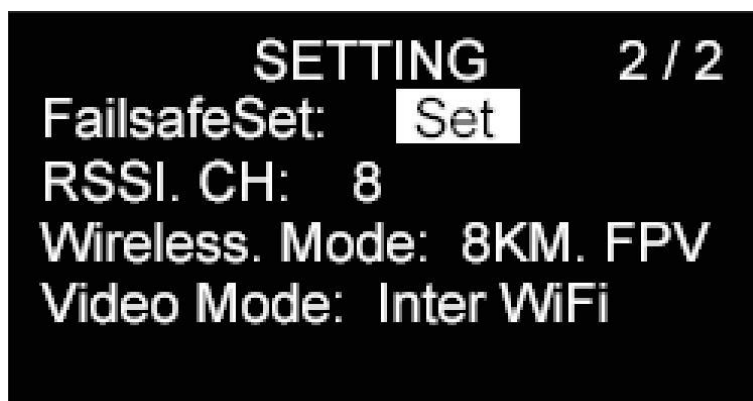 SETTING 2 / 2
FailsafeSet: Set
RSSI. CH: 8
Wireless. Mode: 8KM. FPV
Video Mode: Inter WiFi